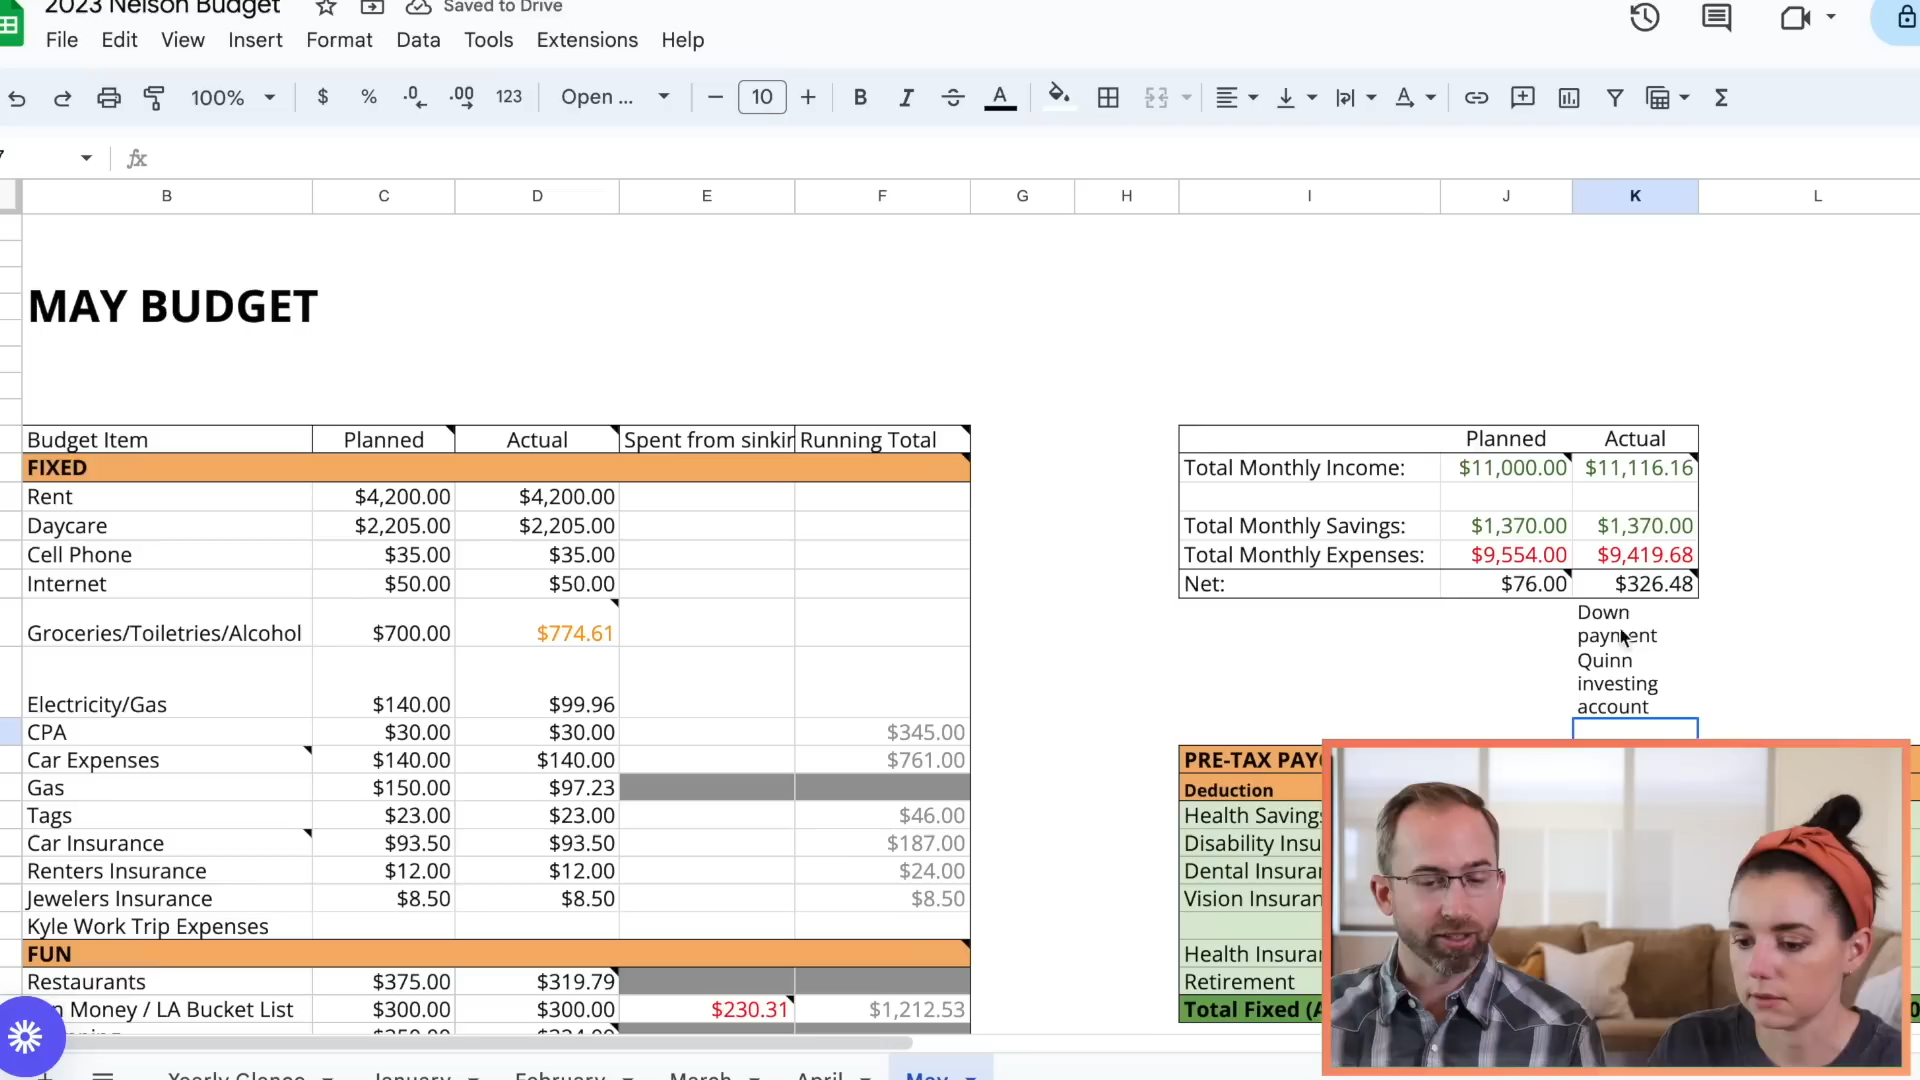 2023 Nelson Budget Saved to Drive
File Edit View Insert Format Data Tools Extensions Help
100% $ % .0 .00 123 Open ... 10 B I A Σ
fx
B C D E F G H I J K L
MAY BUDGET
Budget Item Planned Actual Spent from sinkin Running Total
FIXED
Rent $4,200.00 $4,200.00
Daycare $2,205.00 $2,205.00
Cell Phone $35.00 $35.00
Internet $50.00 $50.00
Groceries/Toiletries/Alcohol $700.00 $774.61
Electricity/Gas $140.00 $99.96
CPA $30.00 $30.00 $345.00
Car Expenses $140.00 $140.00 $761.00
Gas $150.00 $97.23
Tags $23.00 $23.00 $46.00
Car Insurance $93.50 $93.50 $187.00
Renters Insurance $12.00 $12.00 $24.00
Jewelers Insurance $8.50 $8.50 $8.50
Kyle Work Trip Expenses
FUN
Restaurants $375.00 $319.79
n Money / LA Bucket List $300.00 $300.00 $230.31 $1,212.53
Planned Actual
Total Monthly Income: $11,000.00 $11,116.16
Total Monthly Savings: $1,370.00 $1,370.00
Total Monthly Expenses: $9,554.00 $9,419.68
Net: $76.00 $326.48
Down
payment
Quinn
investing
account
PRE-TAX PAY
Deduction
Health Savings
Disability Insu
Dental Insuran
Vision Insuran
Health Insuran
Retirement
Total Fixed (A
Yearly Glance January February March April May